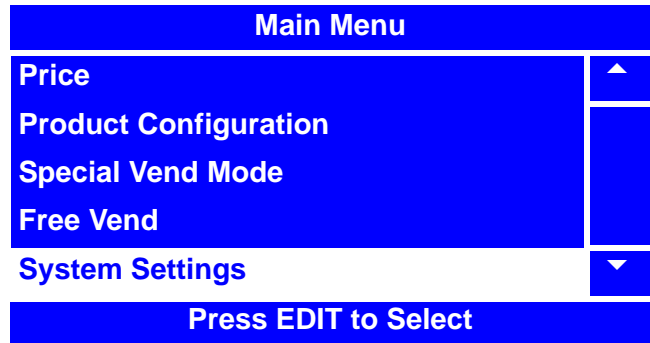 Main Menu
Price
Product Configuration
Special Vend Mode
Free Vend
System Settings
Press EDIT to Select